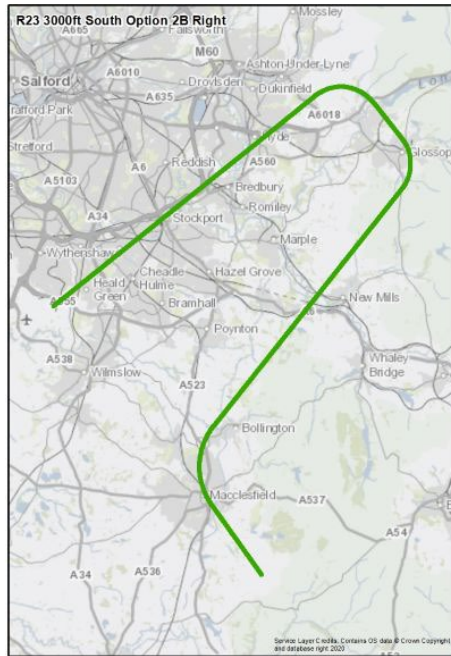 R23 3000ft South Option 2B Right
Mossley
A665
Failsworth
M60
A6010
Ashton-Under-Lyne
Salford
Droylsden
Dukinfield
A635
Trafford Park
A6018
Stretford
Hyde
A6
Reddish
A560
Glossop
A5103
Bredbury
A34
Romiley
Stockport
Marple
Wythenshaw
Cheadle
Hulme
Hazel Grove
Heald
Green
A555
Bramhall
New Mills
Poynton
A538
Whaley
Bridge
Wilmslow
A523
Bollington
Macclesfield
A537
A54
A34
A536
Service Layer Credits: Contains OS data © Crown Copyright
and database right 2020